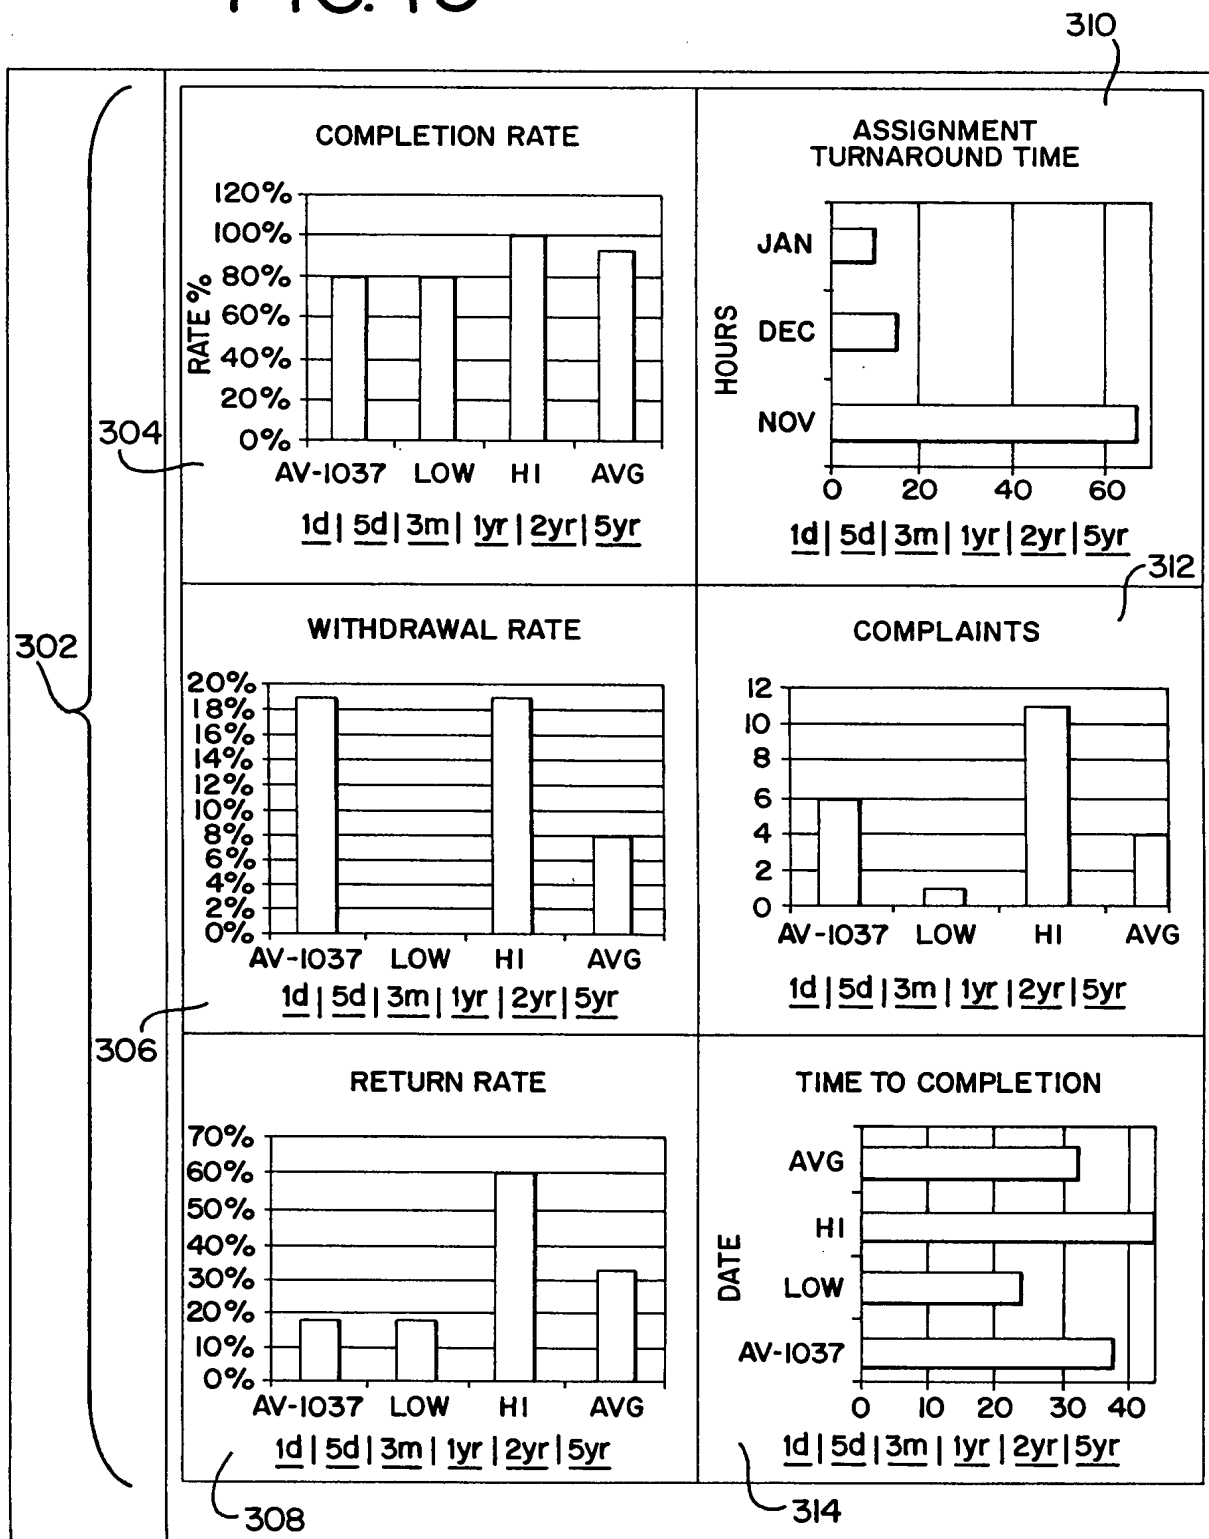 310
COMPLETION RATE
120%
100%
80%
60%
40%
20%
0%
RATE %
AV-1037 LOW HI AVG
1d | 5d | 3m | 1yr | 2yr | 5yr
304
ASSIGNMENT
TURNAROUND TIME
HOURS
JAN
DEC
NOV
0 20 40 60
1d | 5d | 3m | 1yr | 2yr | 5yr
312
302
WITHDRAWAL RATE
20%
18%
16%
14%
12%
10%
8%
6%
4%
2%
0%
AV-1037 LOW HI AVG
1d | 5d | 3m | 1yr | 2yr | 5yr
306
COMPLAINTS
12
10
8
6
4
2
0
AV-1037 LOW HI AVG
1d | 5d | 3m | 1yr | 2yr | 5yr
RETURN RATE
70%
60%
50%
40%
30%
20%
10%
0%
AV-1037 LOW HI AVG
1d | 5d | 3m | 1yr | 2yr | 5yr
308
TIME TO COMPLETION
DATE
AVG
HI
LOW
AV-1037
0 10 20 30 40
1d | 5d | 3m | 1yr | 2yr | 5yr
314